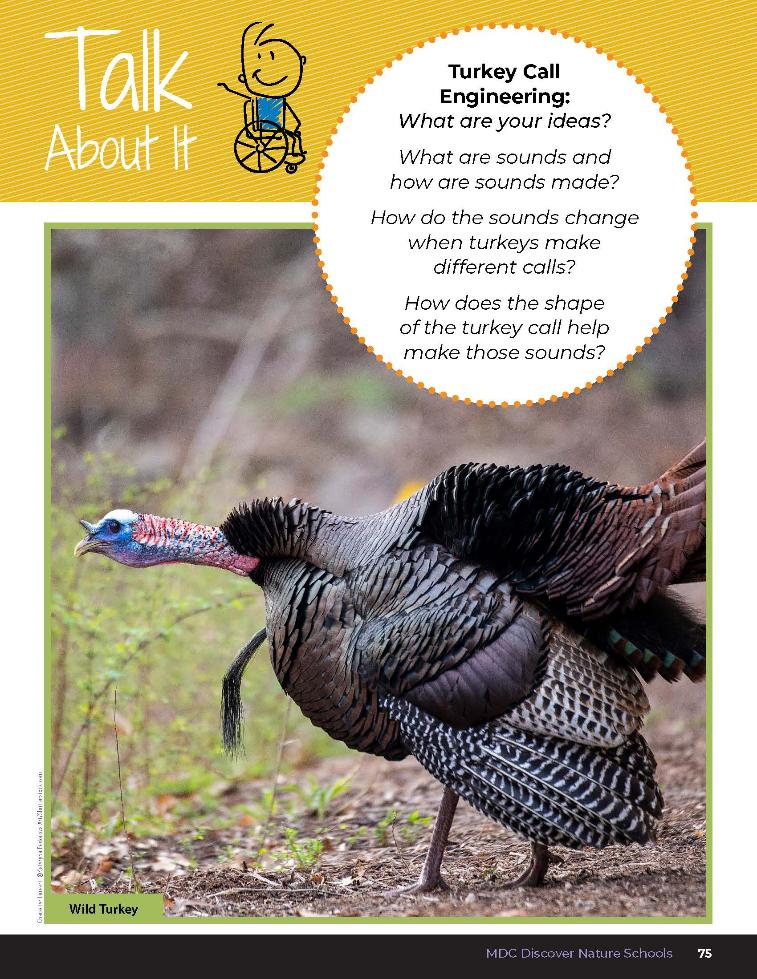 Talk
About It
Turkey Call
Engineering:
What are your ideas?
What are sounds and
how are sounds made?
How do the sounds change
when turkeys make
different calls?
How does the shape
of the turkey call help
make those sounds?
Wild Turkey
MDC Discover Nature Schools 75